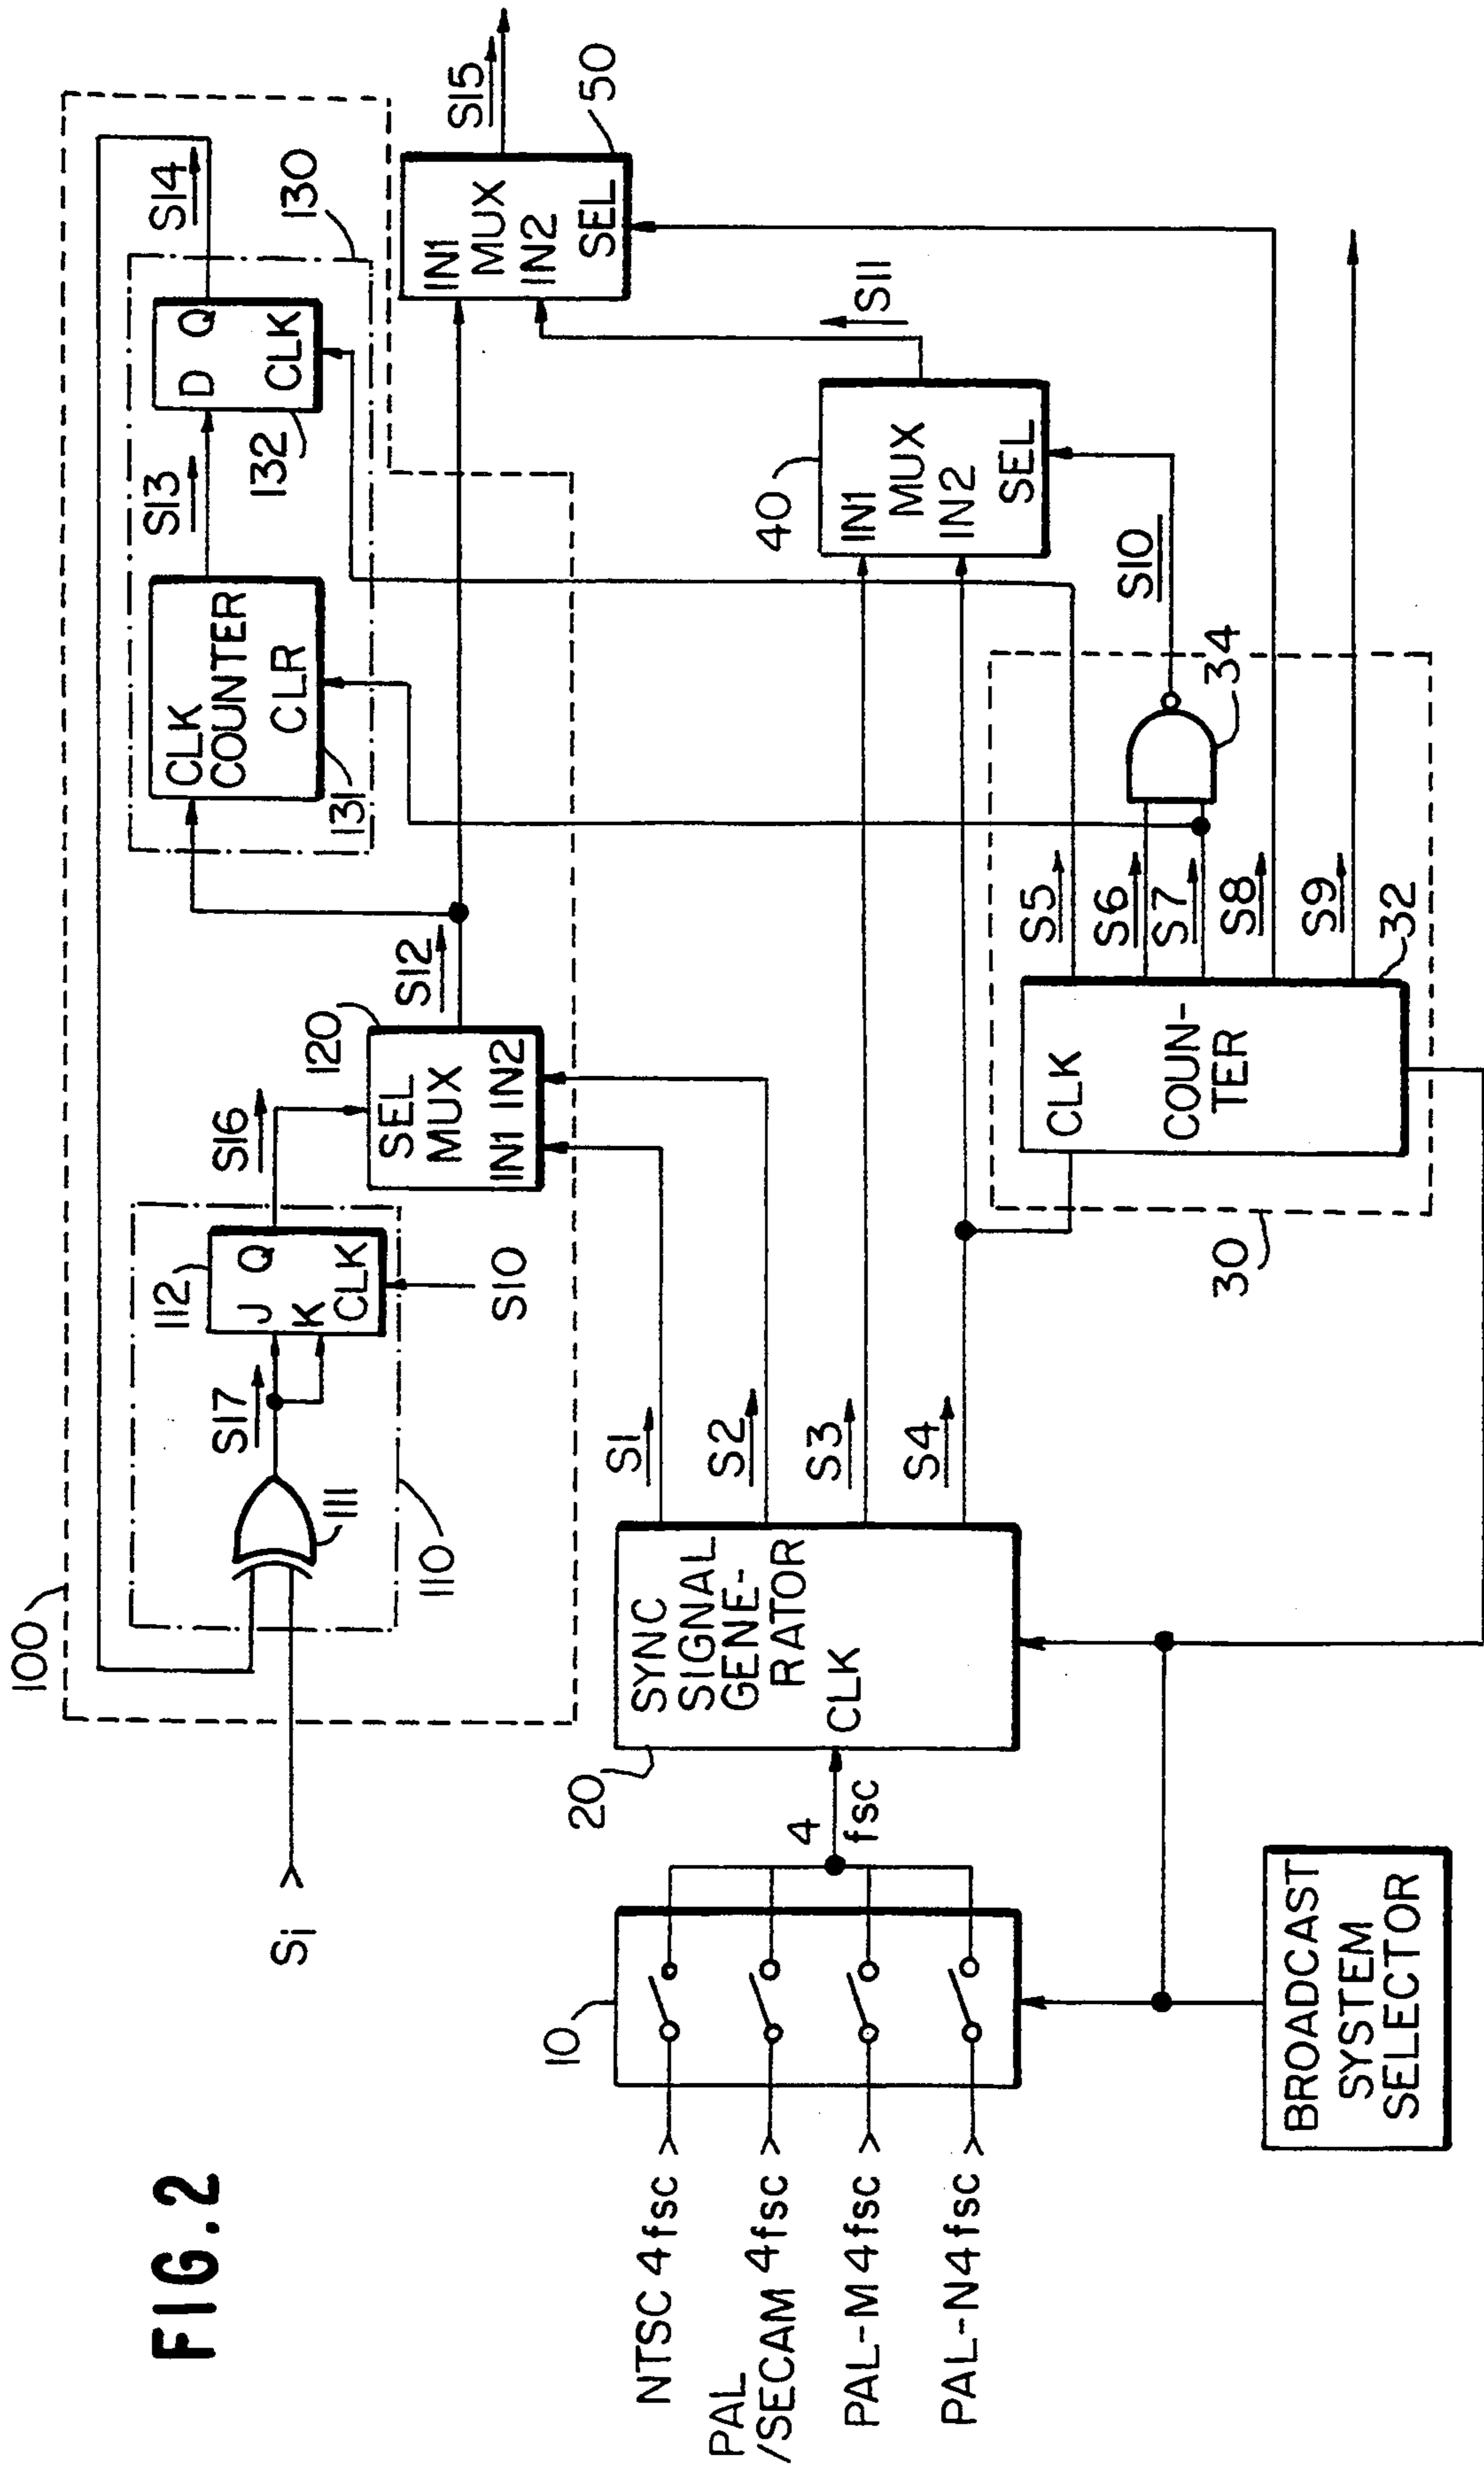 FIG.2
100
S14
130
S15
50
S13
D Q
CLK
132
IN1
MUX
IN2
SEL
CLK
COUNTER
CLR
131
S11
S16
120
S12
SEL
MUX
IN1 IN2
40
IN1
MUX
IN2
SEL
112
J Q
K
CLK
S17
111
110
S10
Si
S10
34
S1
S2
S3
S4
S5
S6
S7
S8
S9
32
CLK
COUN-
TER
30
20
SYNC
SIGNAL
GENE-
RATOR
CLK
4
fsc
10
NTSC 4fsc
PAL
/SECAM 4fsc
PAL-M 4fsc
PAL-N 4fsc
BROADCAST
SYSTEM
SELECTOR